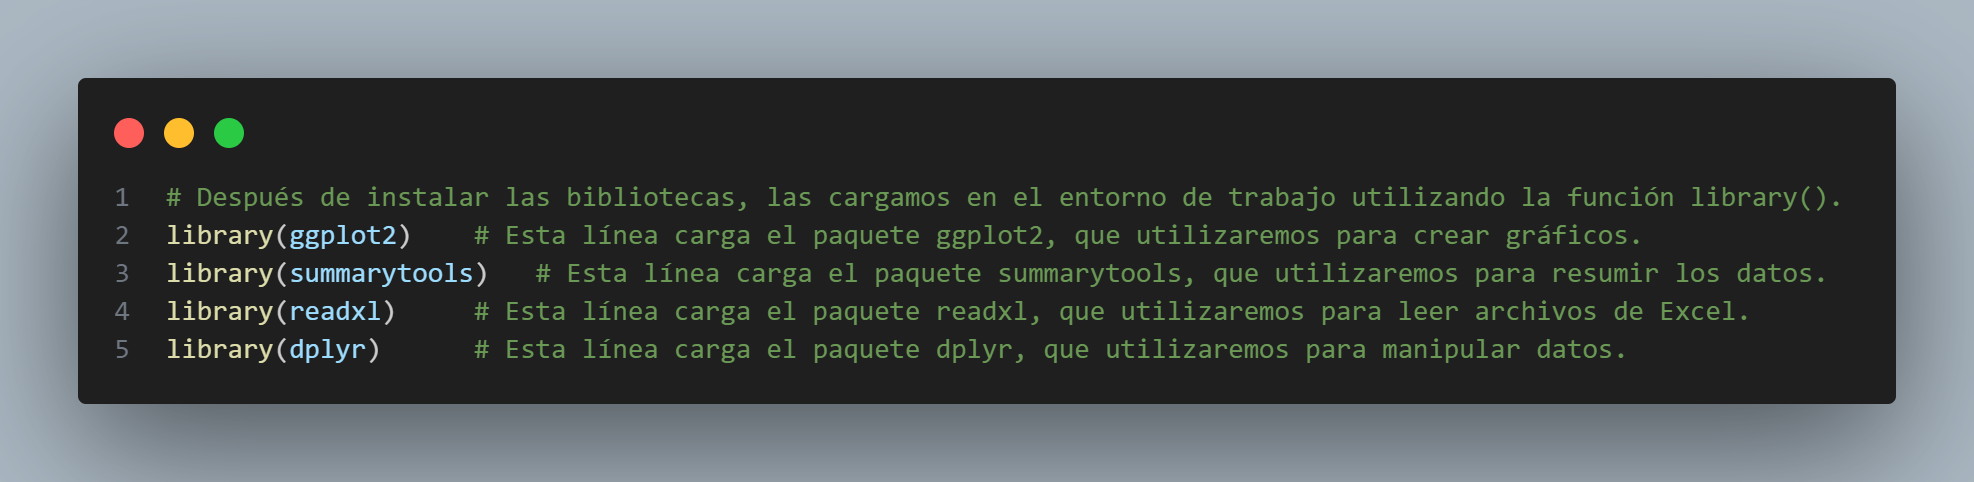 1 # Después de instalar las bibliotecas, las cargamos en el entorno de trabajo utilizando la función library().
2 library(ggplot2)    # Esta línea carga el paquete ggplot2, que utilizaremos para crear gráficos.
3 library(summarytools)   # Esta línea carga el paquete summarytools, que utilizaremos para resumir los datos.
4 library(readxl)     # Esta línea carga el paquete readxl, que utilizaremos para leer archivos de Excel.
5 library(dplyr)      # Esta línea carga el paquete dplyr, que utilizaremos para manipular datos.